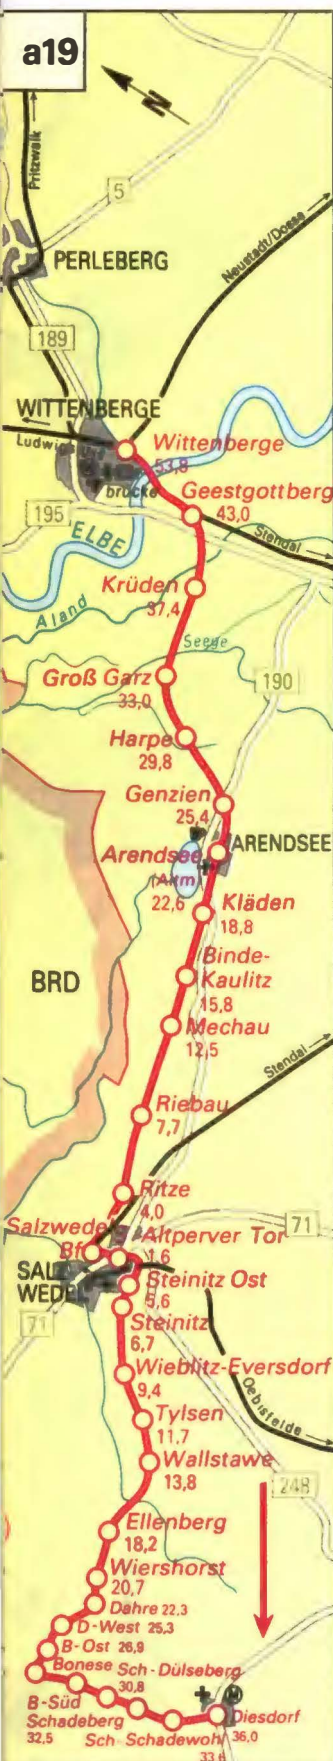 a19
N
Pritzwalk
5
PERLEBERG
Neustadt/Dosse
189
WITTENBERGE
Wittenberge
53,8
brücke
Geestgottberg
43,0
195
ELBE
Stendal
Krüden
37,4
Aland
Seege
Groß Garz
33,0
190
Harpe
29,8
Genzien
25,4
ARENDSEE
Arendsee
(Altm)
22,6
Kläden
18,8
Binde-
Kaulitz
15,8
BRD
Mechau
12,5
Stendal
Riebau
7,7
Ritze
4,0
Salzwedel
Bf
Altperver Tor
1,6
71
SALZ
WEDEL
Steinitz Ost
5,6
71
Steinitz
6,7
Wieblitz-Eversdorf
9,4
Oebisfelde
Tylsen
11,7
Wallstawe
13,8
248
Ellenberg
18,2
Wiershorst
20,7
Dahre 22,3
D-West 25,3
B-Ost 26,9
Bonese
Sch-Dülseberg
30,8
B-Süd
Schadeberg
32,5
Diesdorf
36,0
Sch-Schadewohl
33,6